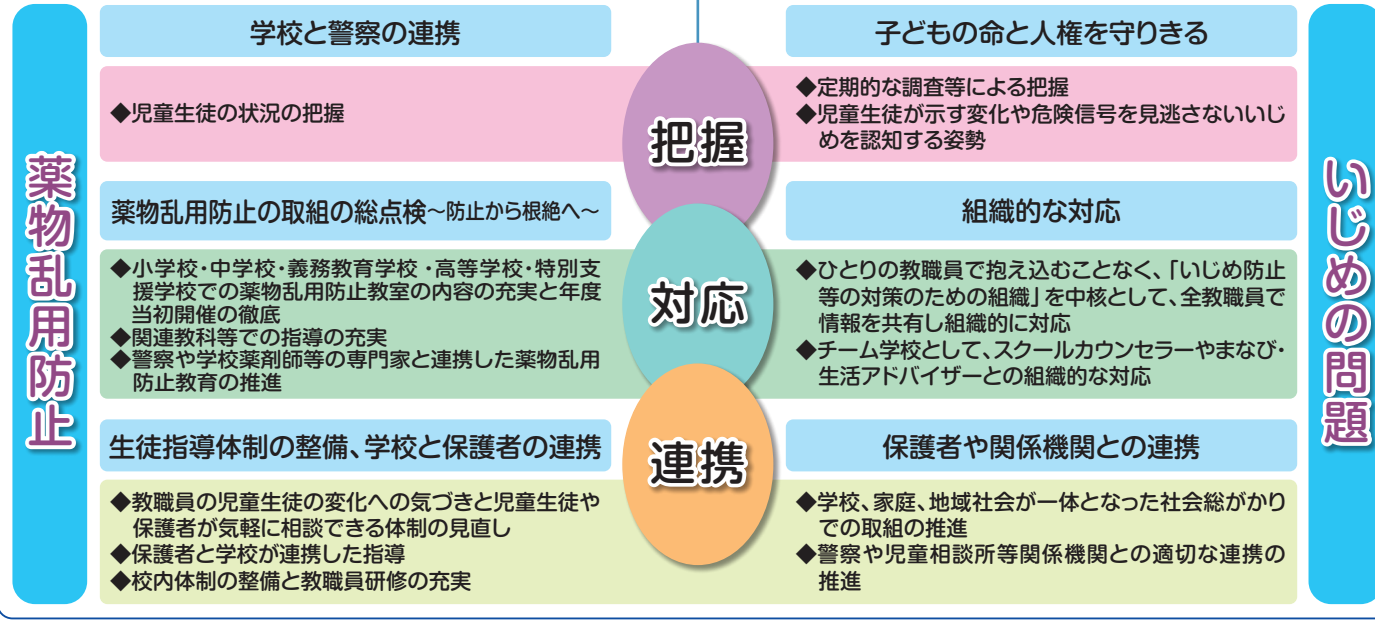 薬物乱用防止
学校と警察の連携
◆児童生徒の状況の把握
薬物乱用防止の取組の総点検～防止から根絶へ～
◆小学校・中学校・義務教育学校・高等学校・特別支
援学校での薬物乱用防止教室の内容の充実と年度
当初開催の徹底
◆関連教科等での指導の充実
◆警察や学校薬剤師等の専門家と連携した薬物乱用
防止教育の推進
生徒指導体制の整備、学校と保護者の連携
◆教職員の児童生徒の変化への気づきと児童生徒や
保護者が気軽に相談できる体制の見直し
◆保護者と学校が連携した指導
◆校内体制の整備と教職員研修の充実
把握
対応
連携
子どもの命と人権を守りきる
◆定期的な調査等による把握
◆児童生徒が示す変化や危険信号を見逃さないいじ
めを認知する姿勢
組織的な対応
◆ひとりの教職員で抱え込むことなく、「いじめ防止
等の対策のための組織」を中核として、全教職員で
情報を共有し組織的に対応
◆チーム学校として、スクールカウンセラーやまなび・
生活アドバイザーとの組織的な対応
保護者や関係機関との連携
◆学校、家庭、地域社会が一体となった社会総がかり
での取組の推進
◆警察や児童相談所等関係機関との適切な連携の
推進
いじめの問題